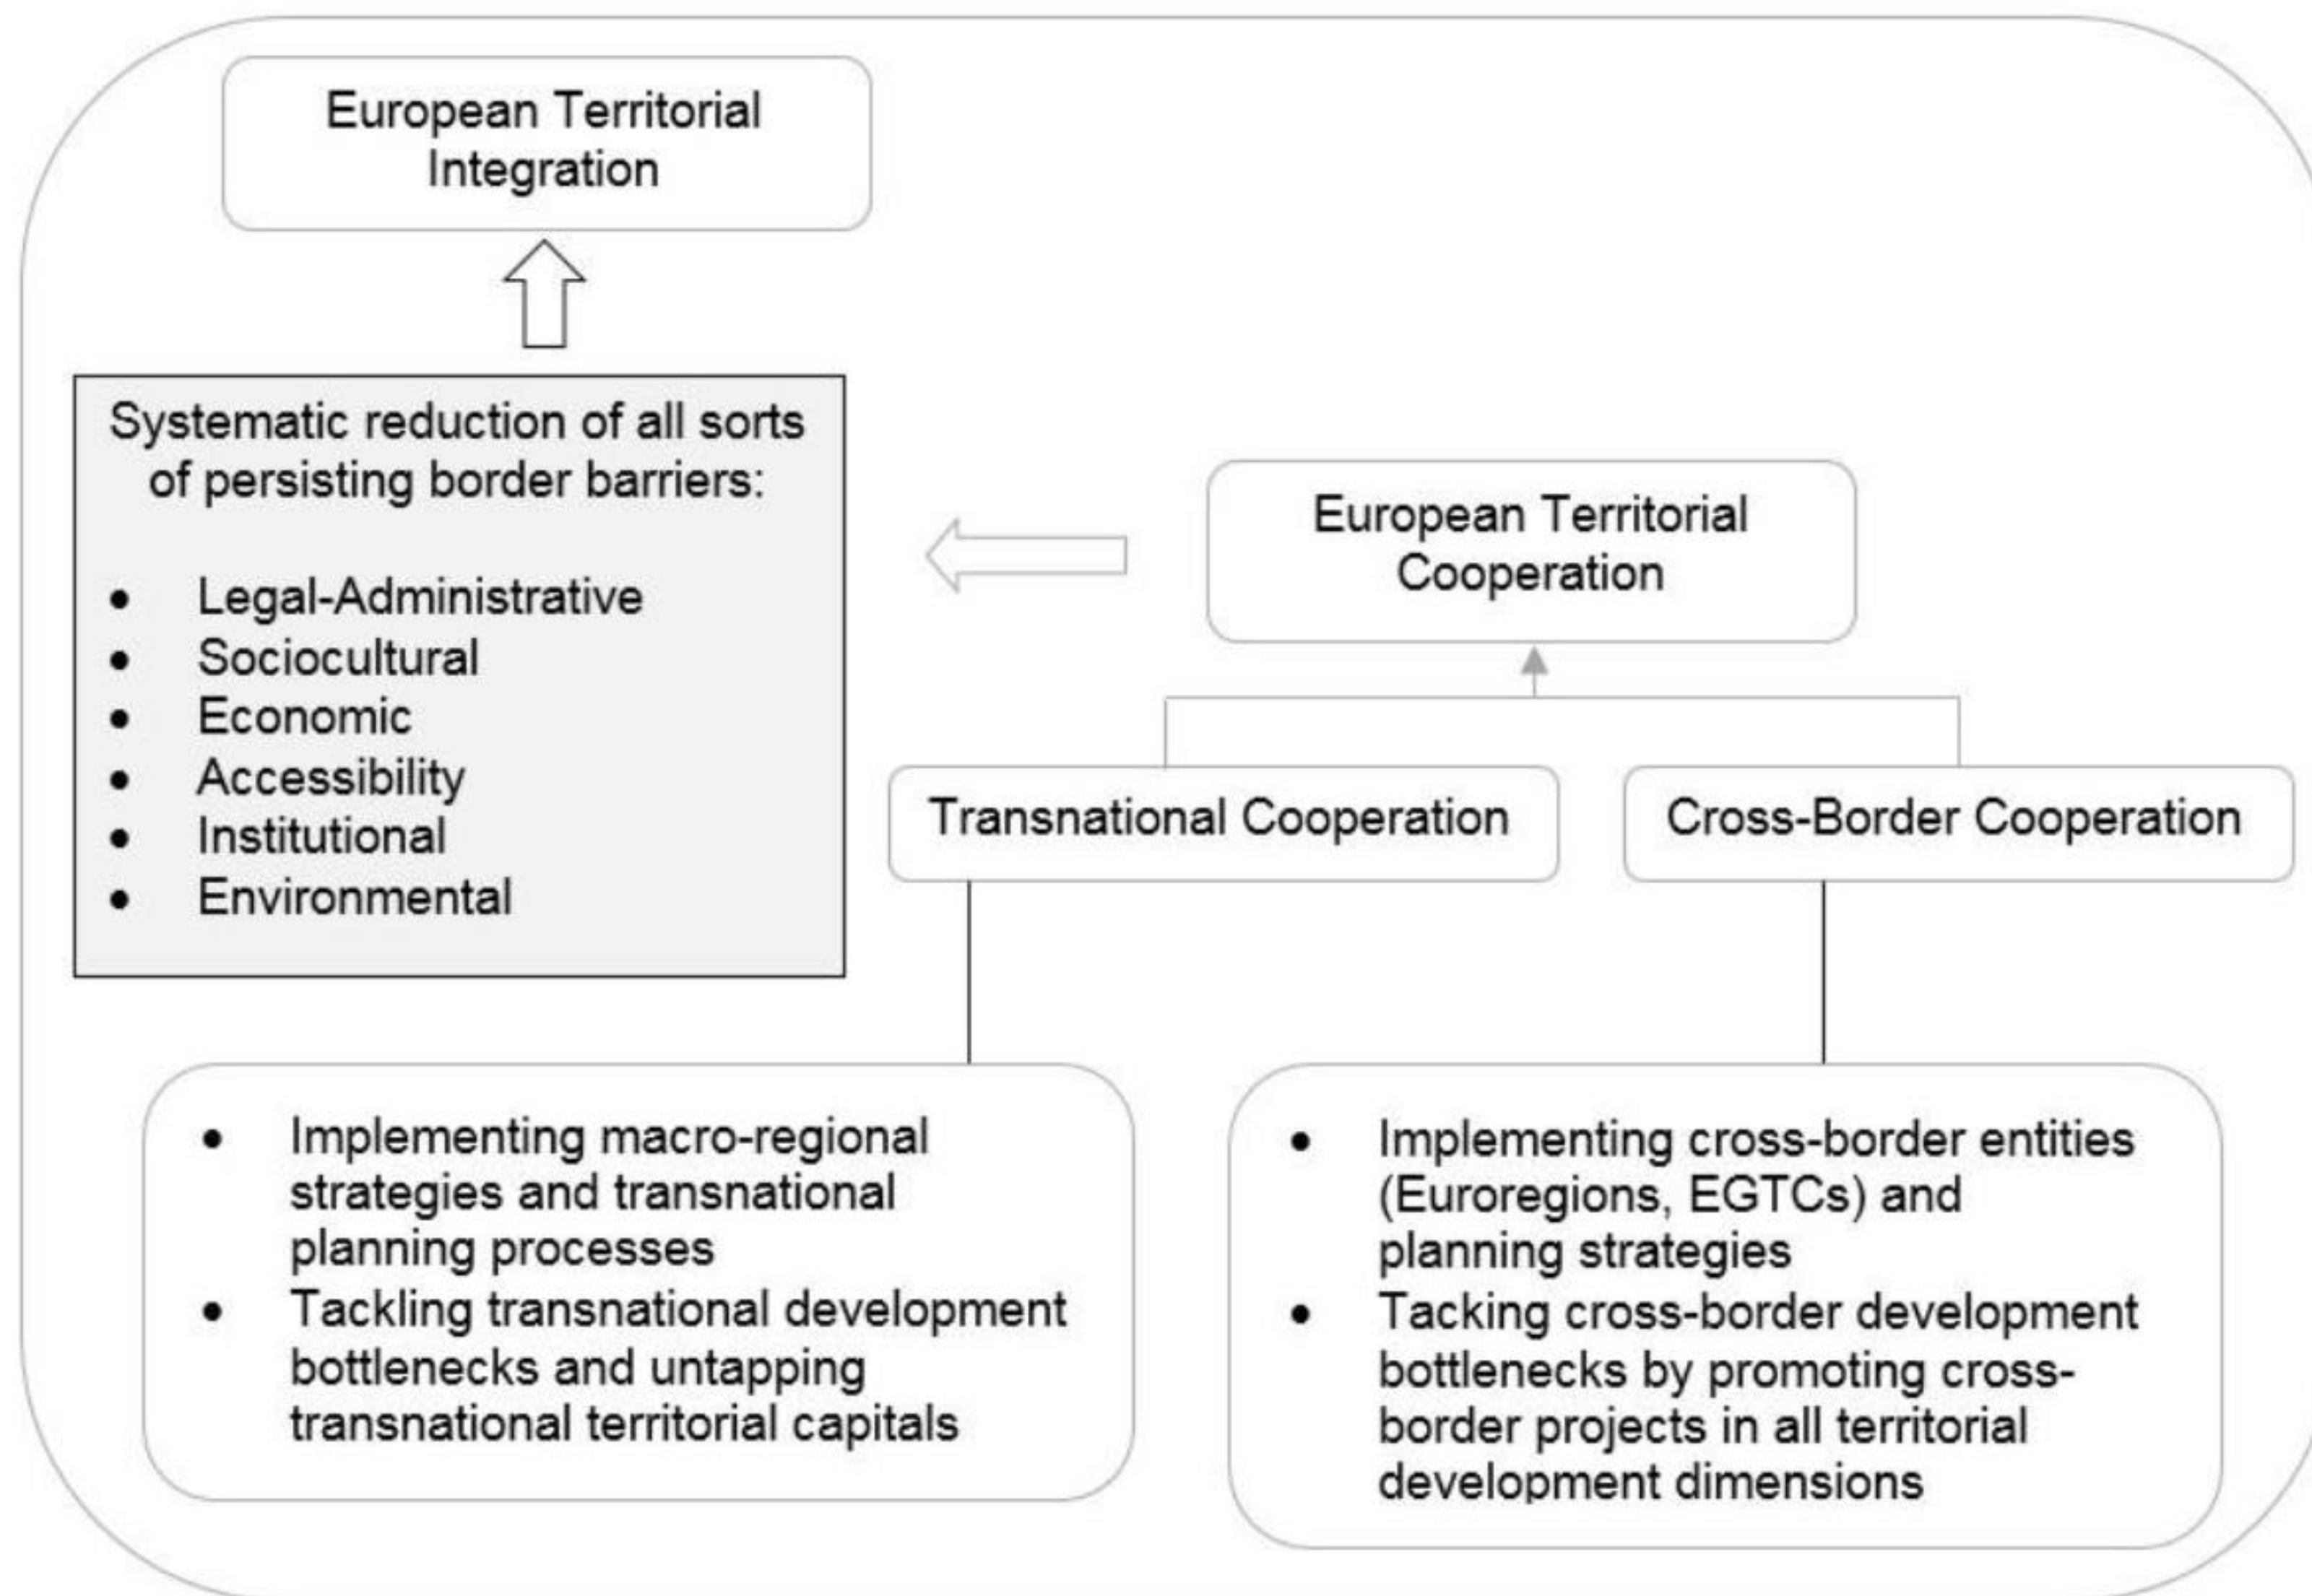 European Territorial
Integration
Systematic reduction of all sorts
of persisting border barriers:
• Legal-Administrative
• Sociocultural
• Economic
• Accessibility
• Institutional
• Environmental
European Territorial
Cooperation
Transnational Cooperation
Cross-Border Cooperation
• Implementing macro-regional
strategies and transnational
planning processes
• Tackling transnational development
bottlenecks and untapping
transnational territorial capitals
• Implementing cross-border entities
(Euroregions, EGTCs) and
planning strategies
• Tacking cross-border development
bottlenecks by promoting cross-
border projects in all territorial
development dimensions